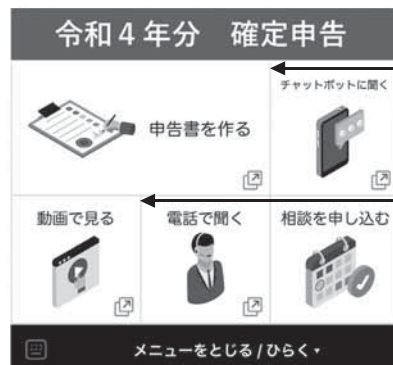 令和4年分　確定申告
申告書を作る
チャットボットに聞く
動画で見る
電話で聞く
相談を申し込む
メニューをとじる / ひらく▾